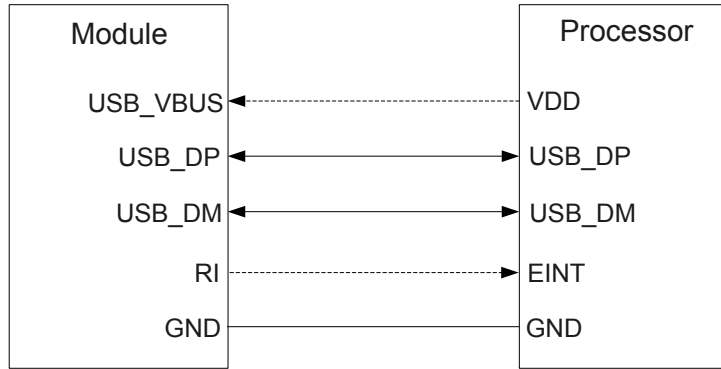 Module Processor
USB_VBUS VDD
USB_DP USB_DP
USB_DM USB_DM
RI EINT
GND GND